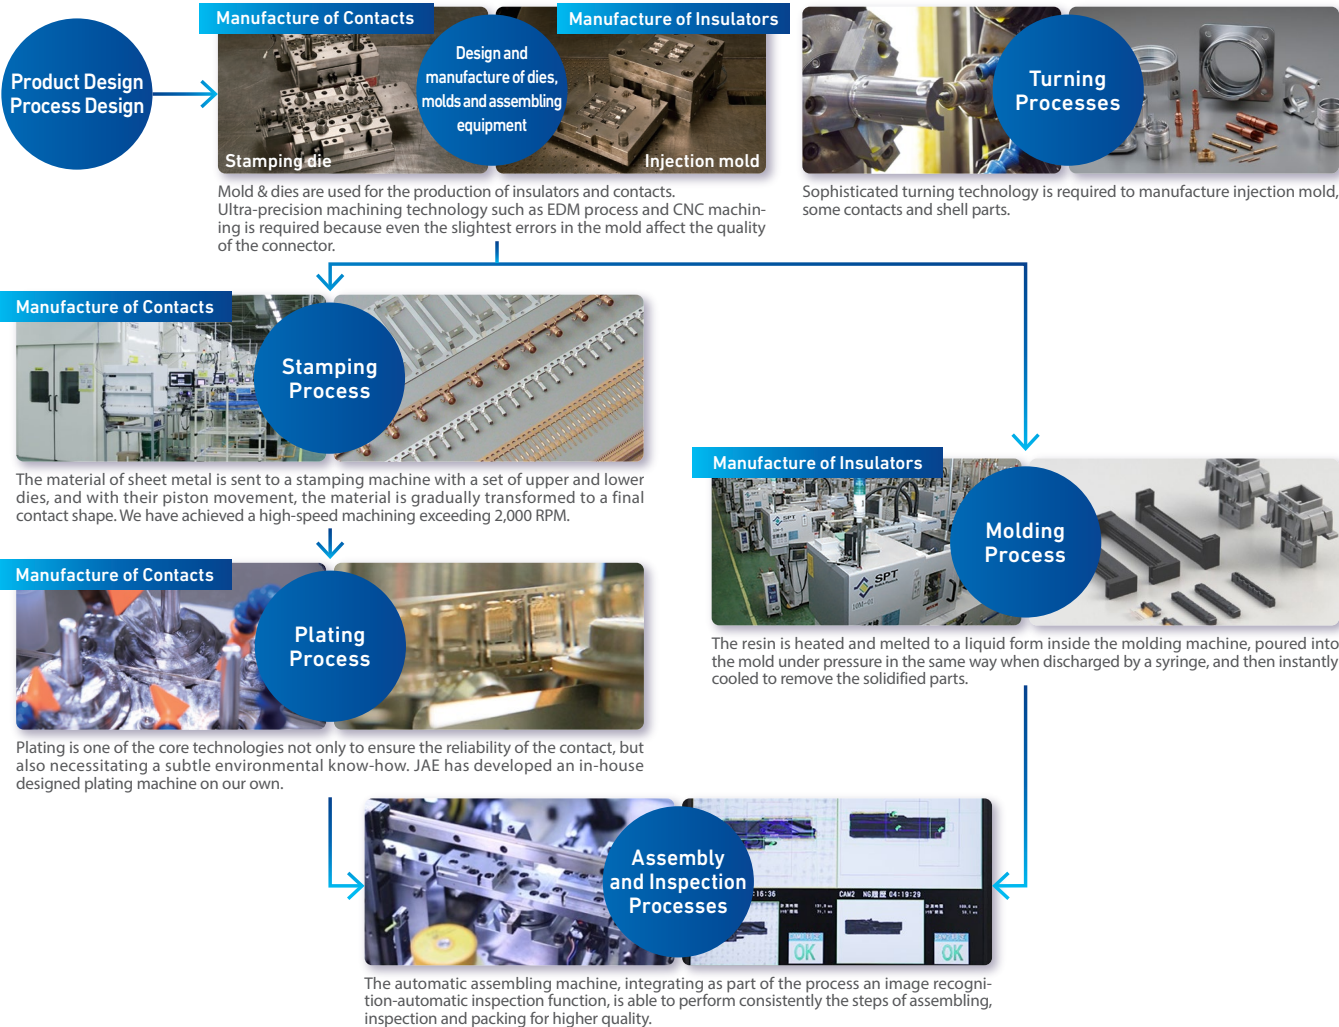 Product Design
Process Design
Manufacture of Contacts
Manufacture of Insulators
Design and
manufacture of dies,
molds and assembling
equipment
Stamping die
Injection mold
Mold & dies are used for the production of insulators and contacts.
Ultra-precision machining technology such as EDM process and CNC machin-
ing is required because even the slightest errors in the mold affect the quality
of the connector.
Turning
Processes
Sophisticated turning technology is required to manufacture injection mold,
some contacts and shell parts.
Manufacture of Contacts
Stamping
Process
The material of sheet metal is sent to a stamping machine with a set of upper and lower
dies, and with their piston movement, the material is gradually transformed to a final
contact shape. We have achieved a high-speed machining exceeding 2,000 RPM.
Manufacture of Contacts
Plating
Process
Plating is one of the core technologies not only to ensure the reliability of the contact, but
also necessitating a subtle environmental know-how. JAE has developed an in-house
designed plating machine on our own.
Manufacture of Insulators
SPT
SPT
Molding
Process
The resin is heated and melted to a liquid form inside the molding machine, poured into
the mold under pressure in the same way when discharged by a syringe, and then instantly
cooled to remove the solidified parts.
Assembly
and Inspection
Processes
:16:36
CAM2 NG履歴 04:19:29
OK
OK
The automatic assembling machine, integrating as part of the process an image recogni-
tion-automatic inspection function, is able to perform consistently the steps of assembling,
inspection and packing for higher quality.